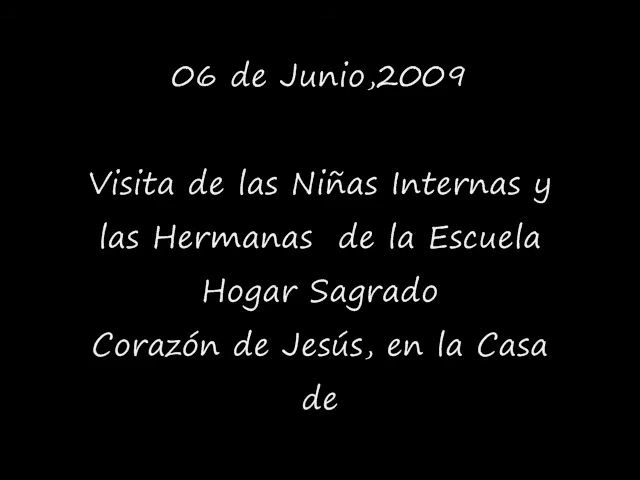 06 de Junio,2009
Visita de las Niñas Internas y
las Hermanas de la Escuela
Hogar Sagrado
Corazón de Jesús, en la Casa
de